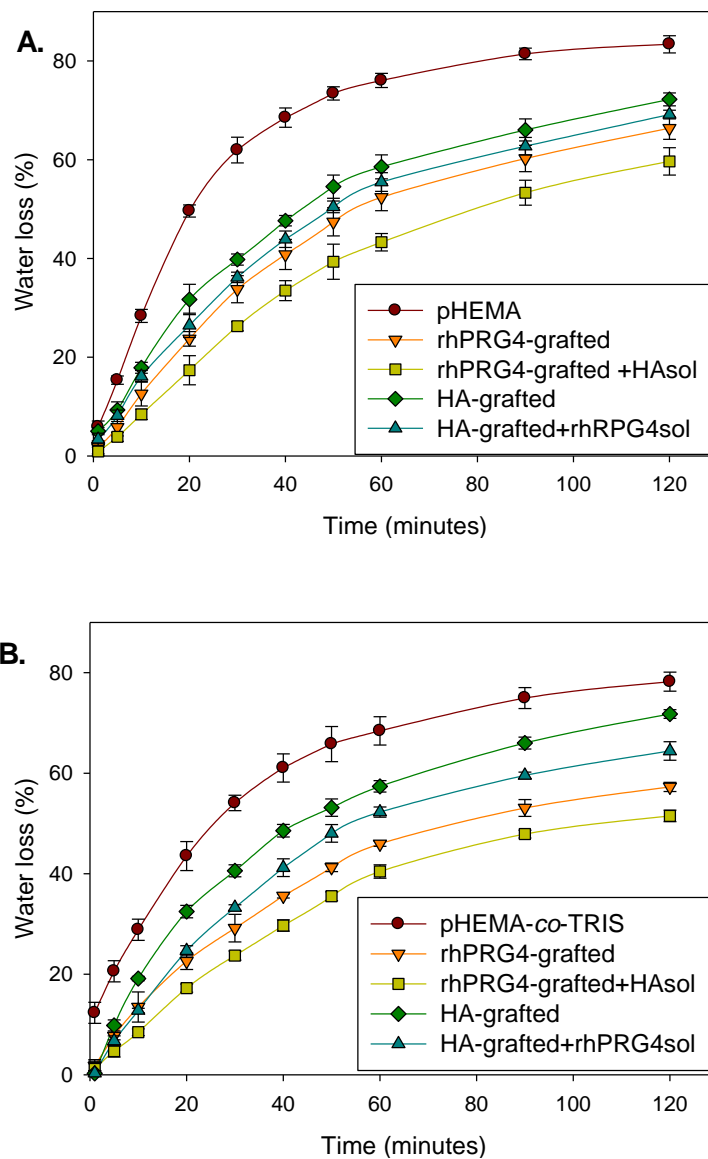 A.
Water loss (%)
80
60
40
20
0
pHEMA
rhPRG4-grafted
rhPRG4-grafted +HAsol
HA-grafted
HA-grafted+rhRPG4sol
0 20 40 60 80 100 120
Time (minutes)
B.
Water loss (%)
80
60
40
20
0
pHEMA-co-TRIS
rhPRG4-grafted
rhPRG4-grafted+HAsol
HA-grafted
HA-grafted+rhPRG4sol
0 20 40 60 80 100 120
Time (minutes)